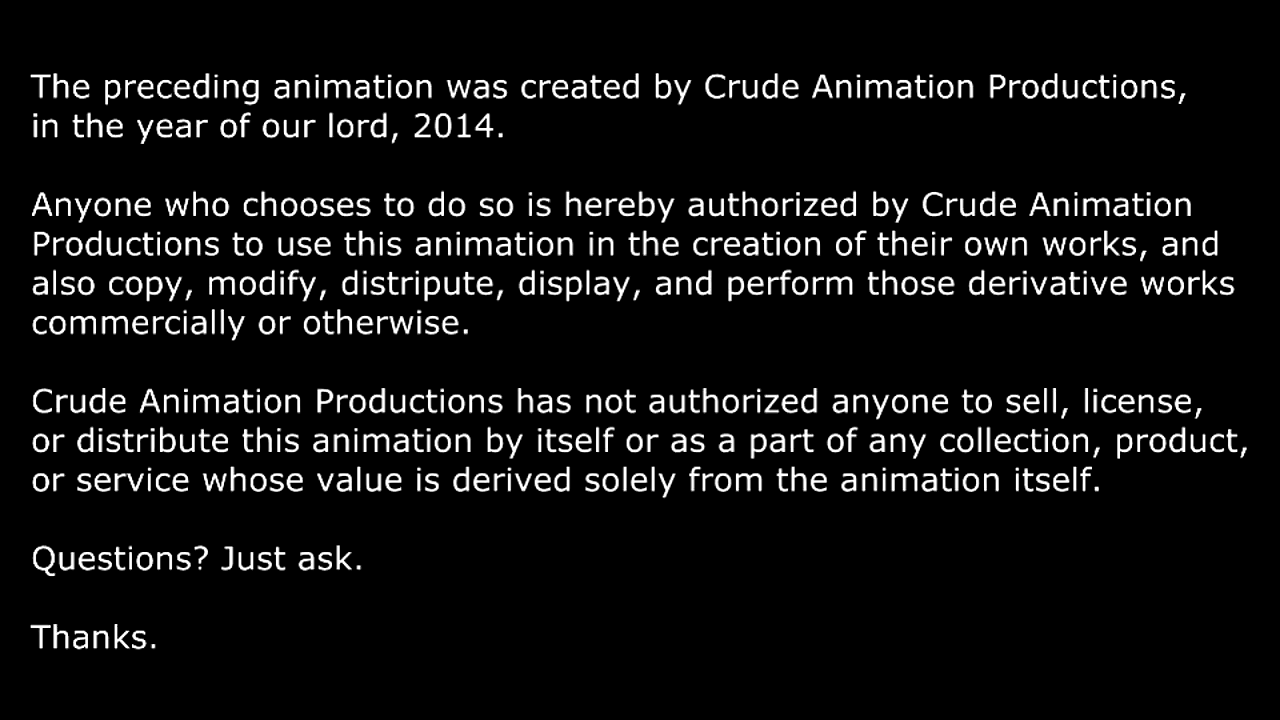 The preceding animation was created by Crude Animation Productions,
in the year of our lord, 2014.
Anyone who chooses to do so is hereby authorized by Crude Animation
Productions to use this animation in the creation of their own works, and
also copy, modify, distripute, display, and perform those derivative works
commercially or otherwise.
Crude Animation Productions has not authorized anyone to sell, license,
or distribute this animation by itself or as a part of any collection, product,
or service whose value is derived solely from the animation itself.
Questions? Just ask.
Thanks.